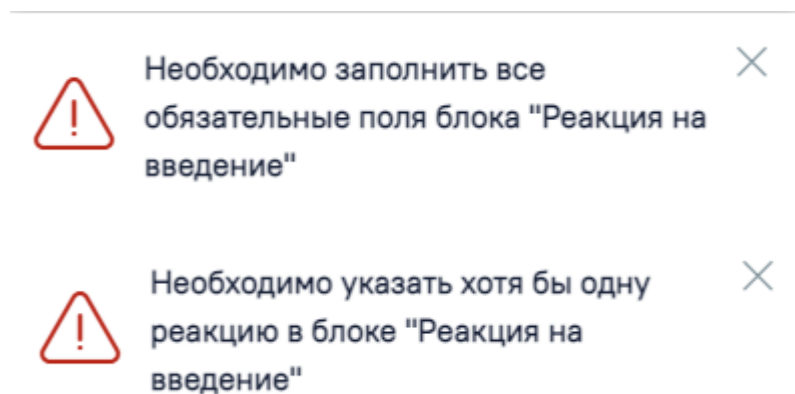 Необходимо заполнить все
обязательные поля блока "Реакция на
введение"
Необходимо указать хотя бы одну
реакцию в блоке "Реакция на
введение"